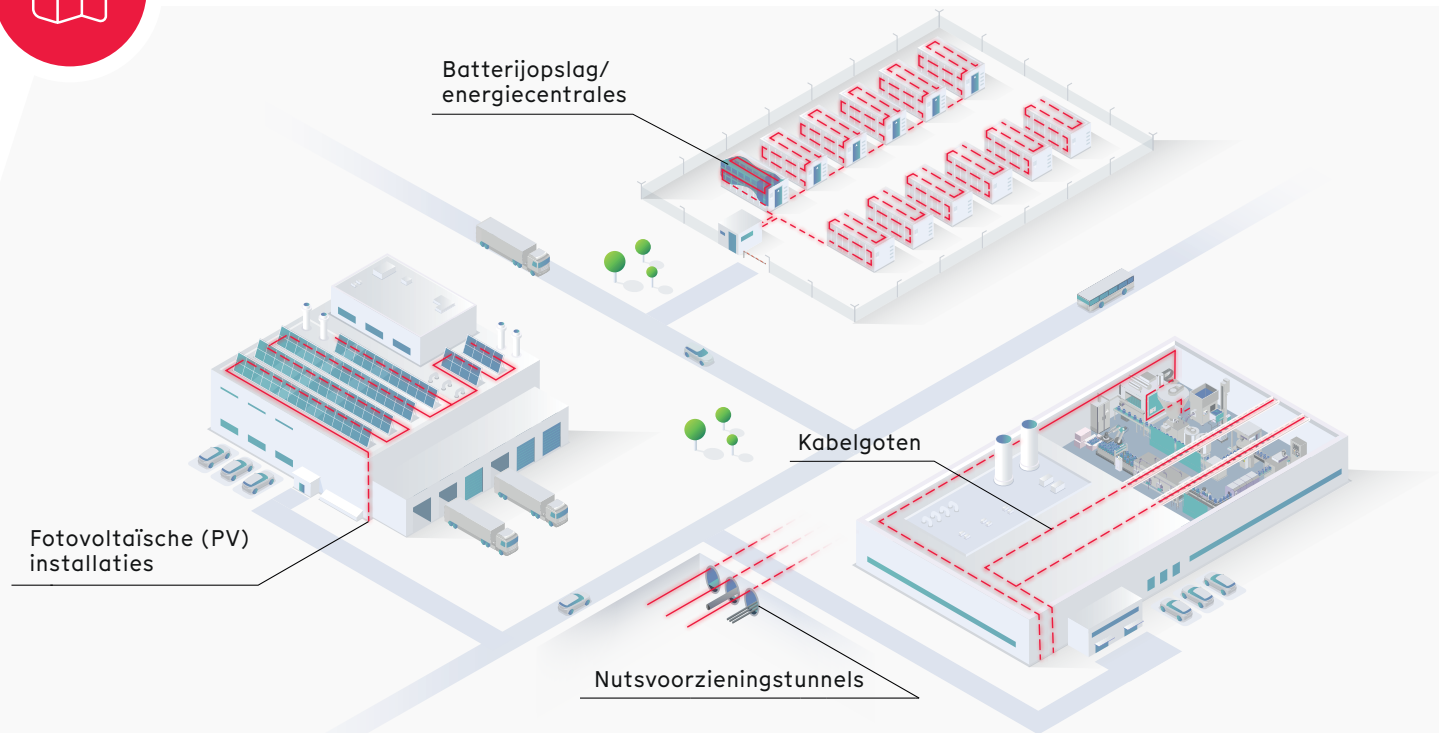 Batterijopslag/
energiecentrales
Kabelgoten
Fotovoltaïsche (PV)
installaties
Nutsvoorzieningstunnels